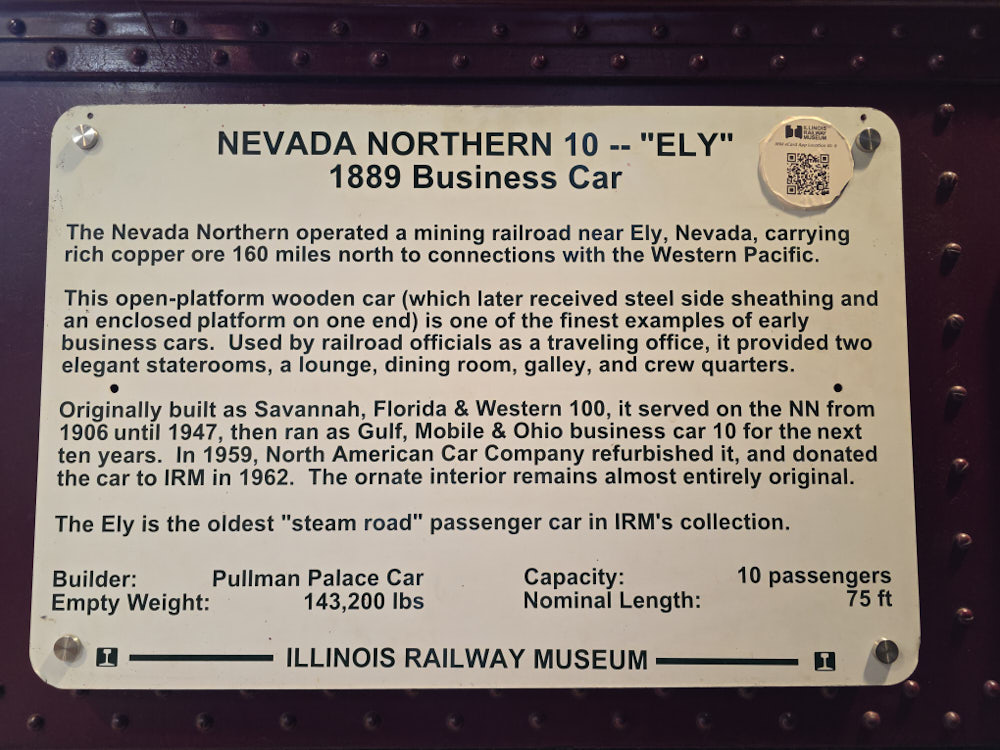 NEVADA NORTHERN 10 -- "ELY"
1889 Business Car
ILLINOIS
RAILWAY
MUSEUM
The Nevada Northern operated a mining railroad near Ely, Nevada, carrying
rich copper ore 160 miles north to connections with the Western Pacific.
This open-platform wooden car (which later received steel side sheathing and
an enclosed platform on one end) is one of the finest examples of early
business cars.  Used by railroad officials as a traveling office, it provided two
elegant staterooms, a lounge, dining room, galley, and crew quarters.
Originally built as Savannah, Florida & Western 100, it served on the NN from
1906 until 1947, then ran as Gulf, Mobile & Ohio business car 10 for the next
ten years.  In 1959, North American Car Company refurbished it, and donated
the car to IRM in 1962.  The ornate interior remains almost entirely original.
The Ely is the oldest "steam road" passenger car in IRM's collection.
Builder: Pullman Palace Car Capacity: 10 passengers
Empty Weight: 143,200 lbs Nominal Length: 75 ft
ILLINOIS RAILWAY MUSEUM